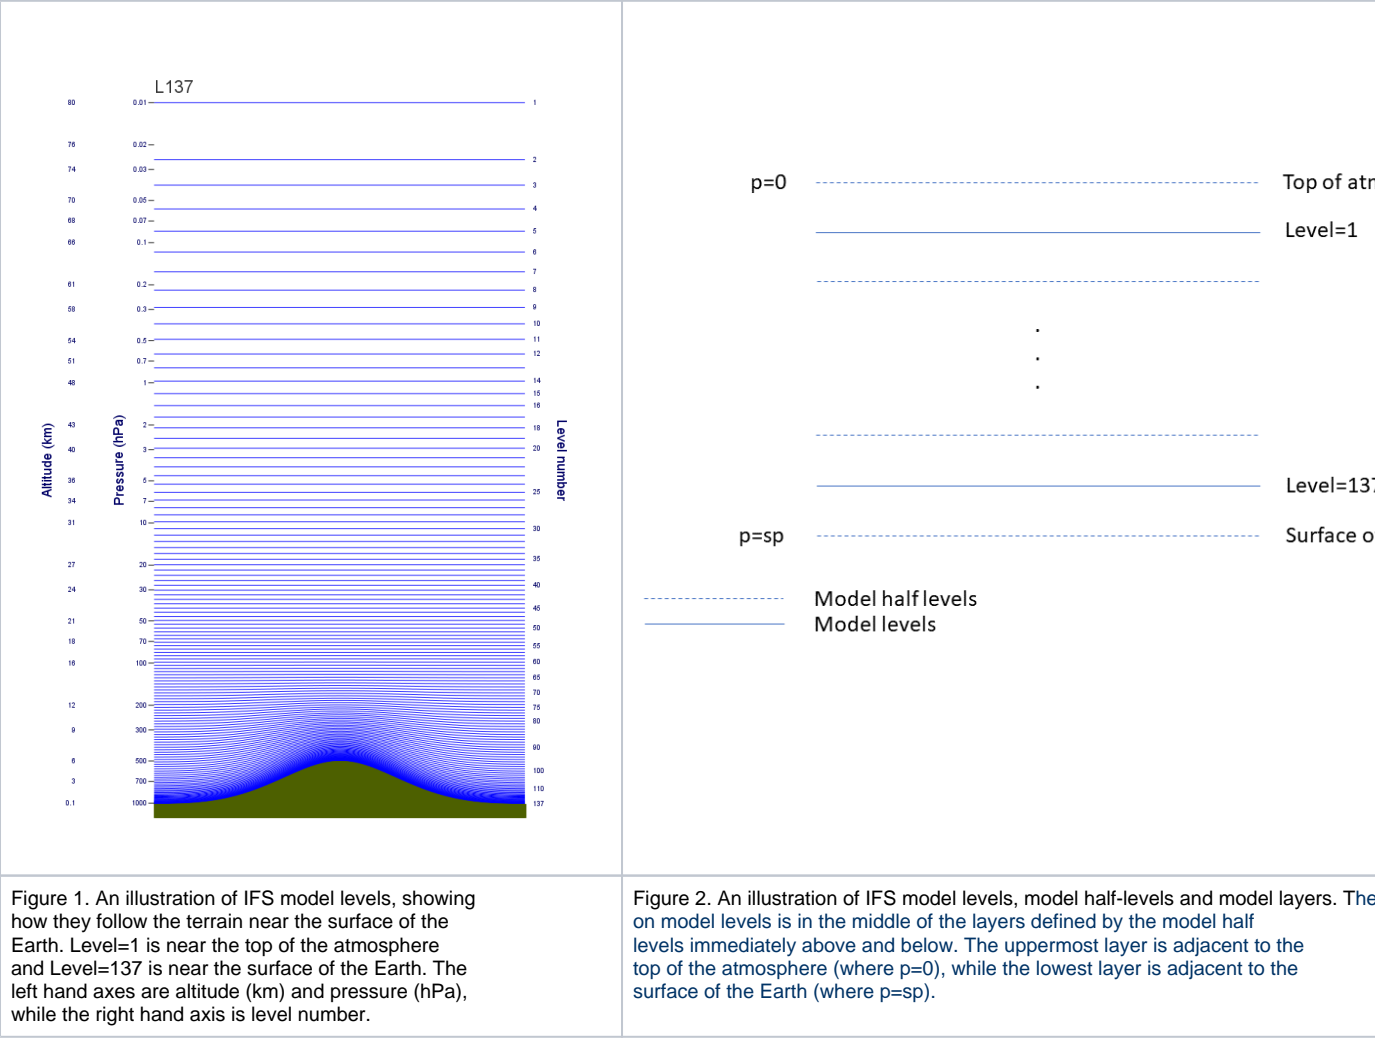 L137
80 0.01 1
76 0.02
2
74 0.03
3
70 0.05
4
68 0.07
5
66 0.1
6
7
61 0.2
8
9
58 0.3
10
54 0.5 11
12
51 0.7
48 1 14
15
16
43 2 18
40 3 20
36 5
25
34 7
31 10
30
35
27 20
40
24 30
45
21 50
50
18 70
55
16 100 60
65
70
12 200 75
80
9 300
90
6 500
100
3 700
110
0.1 1000 137
Altitude (km)
Pressure (hPa)
Level number
p=0 Top of
Level=1
.
.
.
Level=137
p=sp Surface
Model half levels
Model levels
Figure 1. An illustration of IFS model levels, showing
how they follow the terrain near the surface of the
Earth. Level=1 is near the top of the atmosphere
and Level=137 is near the surface of the Earth. The
left hand axes are altitude (km) and pressure (hPa),
while the right hand axis is level number.
Figure 2. An illustration of IFS model levels, model half-levels and model layers. The
on model levels is in the middle of the layers defined by the model half
levels immediately above and below. The uppermost layer is adjacent to the
top of the atmosphere (where p=0), while the lowest layer is adjacent to the
surface of the Earth (where p=sp).